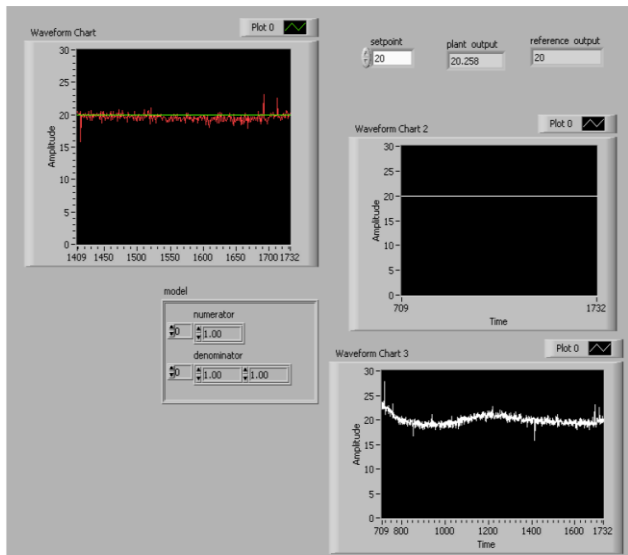 Waveform Chart
Plot 0
30
25
20
15
10
5
0
Amplitude
1409 1450 1500 1550 1600 1650 1700 1732
setpoint
20
plant output
20.258
reference output
20
Waveform Chart 2
Plot 0
30
25
20
15
10
5
0
Amplitude
709 1732
Time
model
numerator
0 1.00
denominator
0 1.00 1.00
Waveform Chart 3
Plot 0
30
25
20
15
10
5
0
Amplitude
709 800 1000 1200 1400 1600 1732
Time